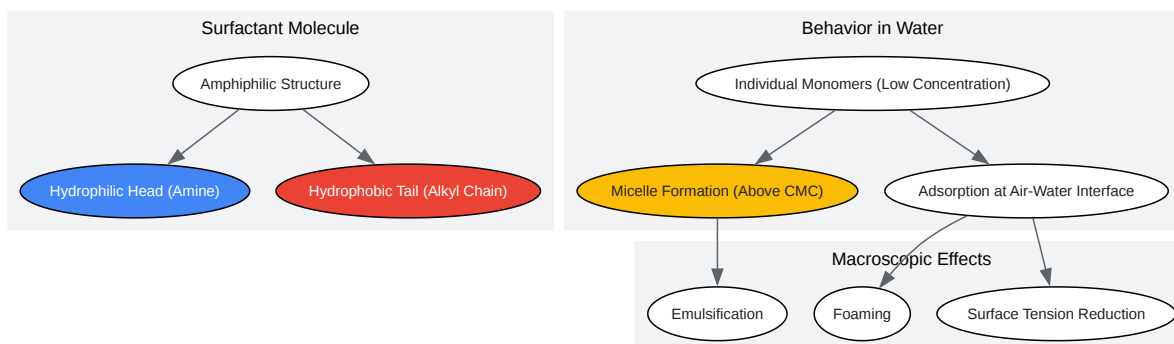 Surfactant Molecule
Behavior in Water
Amphiphilic Structure
Individual Monomers (Low Concentration)
Hydrophilic Head (Amine)
Hydrophobic Tail (Alkyl Chain)
Micelle Formation (Above CMC)
Adsorption at Air-Water Interface
Macroscopic Effects
Emulsification
Foaming
Surface Tension Reduction